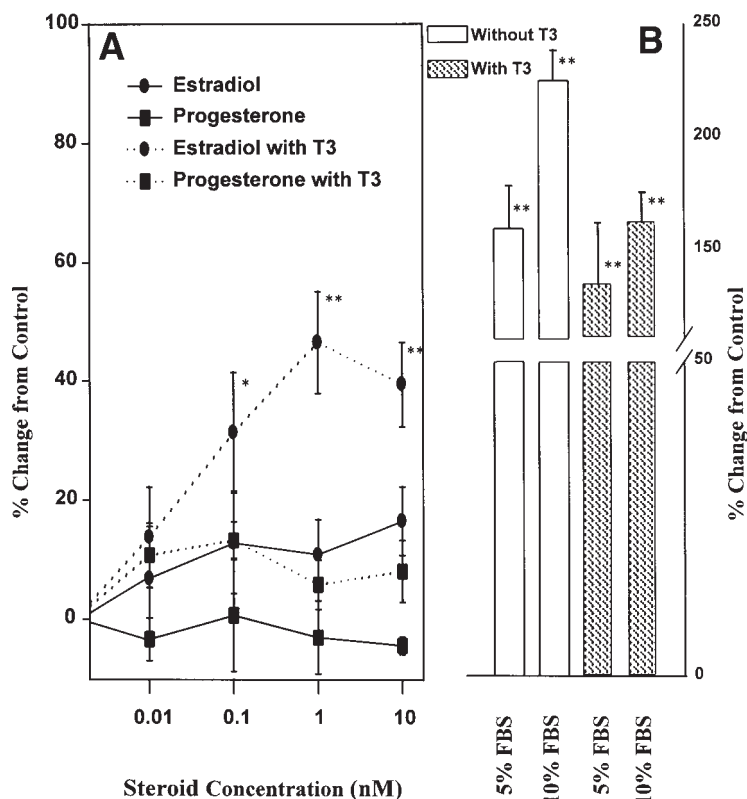 A
Estradiol
Progesterone
Estradiol with T3
Progesterone with T3
100
80
60
40
20
0
% Change from Control
*
**
**
0.01 0.1 1 10
Steroid Concentration (nM)
B
Without T3
With T3
**
**
**
**
250
200
150
50
0
% Change from Control
5% FBS
10% FBS
5% FBS
10% FBS